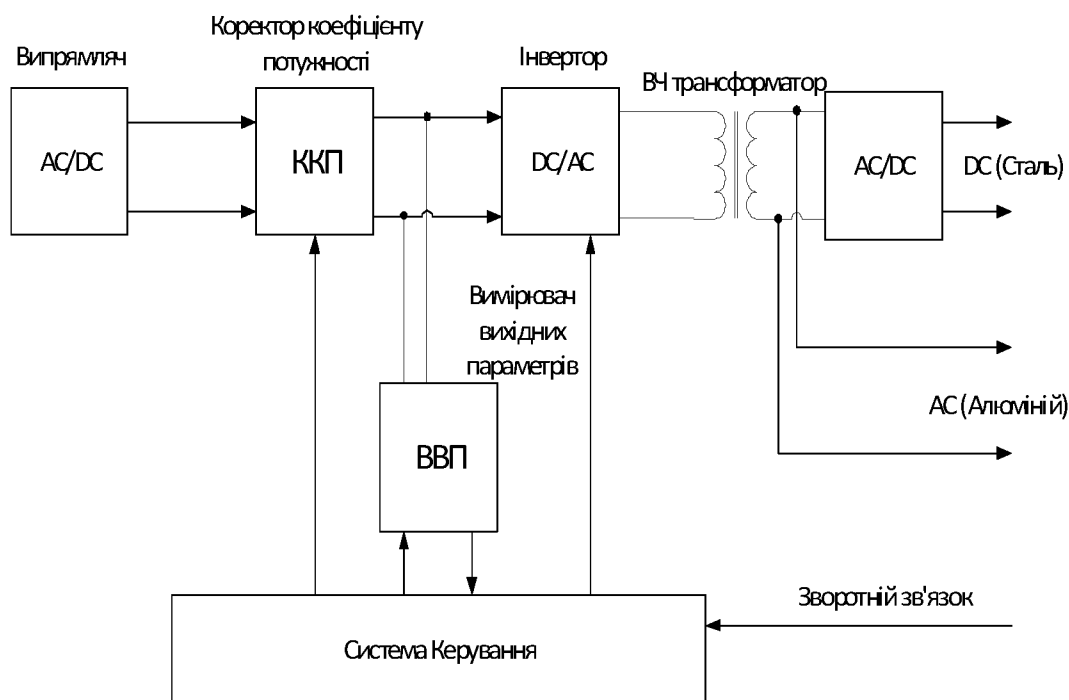 Коректор коефіцієнту
потужності
Випрямляч
Інвертор
ВЧ трансформатор
AC/DC
ККП
DC/AC
AC/DC
DC (Сталь)
Вимірювач
вихідних
параметрів
AC (Алюміній)
ВВП
Зворотній зв'язок
Система Керування